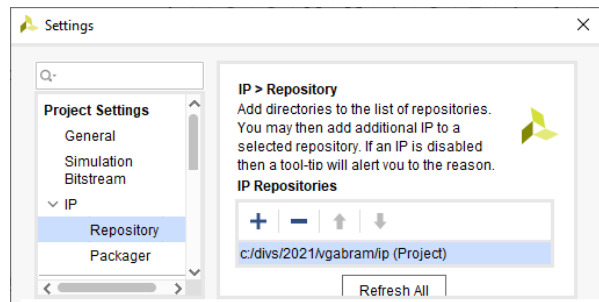 Settings
Q-
Project Settings
General
Simulation
Bitstream
IP
Repository
Packager
IP > Repository
Add directories to the list of repositories.
You may then add additional IP to a
selected repository. If an IP is disabled
then a tool-tip will alert you to the reason.
IP Repositories
c:/divs/2021/vgabram/ip (Project)
Refresh All